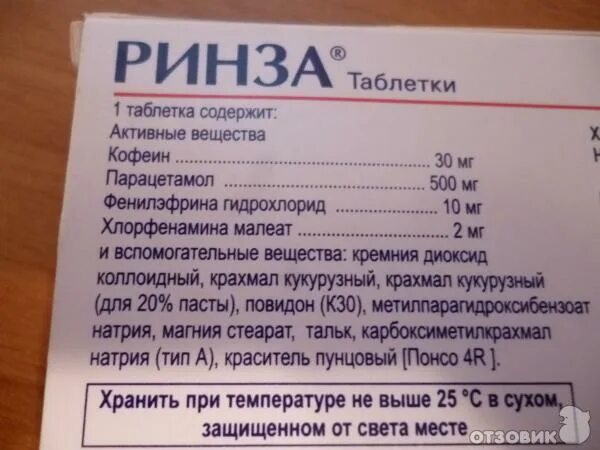 РИНЗА® Таблетки
1 таблетка содержит:
Активные вещества
Кофеин ........................................ 30 мг
Парацетамол ............................. 500 мг
Фенилэфрина гидрохлорид ................ 10 мг
Хлорфенамина малеат ........................ 2 мг
и вспомогательные вещества: кремния диоксид
коллоидный, крахмал кукурузный, крахмал кукурузный
(для 20% пасты), повидон (К30), метилпарагидроксибензоат
натрия, магния стеарат, тальк, карбоксиметилкрахмал
натрия (тип А), краситель пунцовый [Понсо 4R ].
Хранить при температуре не выше 25 °С в сухом,
защищенном от света месте
отзовик